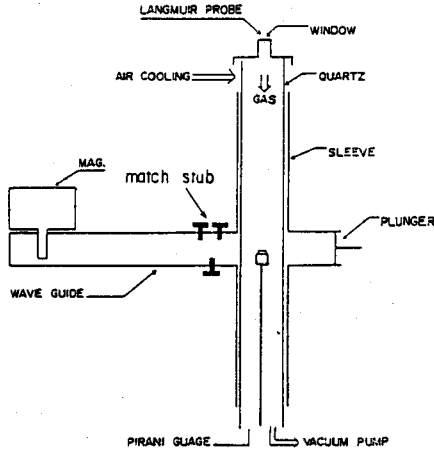 LANGMUIR PROBE
WINDOW
AIR COOLING
QUARTZ
GAS
SLEEVE
MAG.
match stub
PLUNGER
WAVE GUIDE
PIRANI GUAGE
VACUUM PUMP